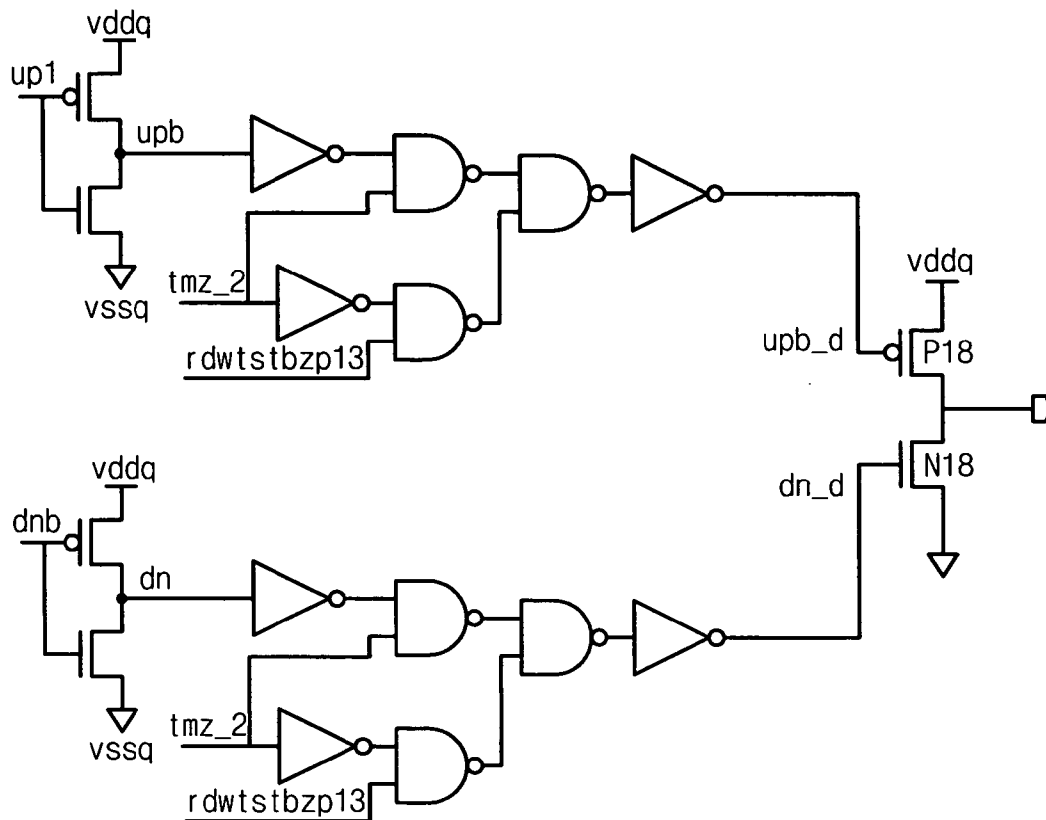 vddq
up1
upb
tmz_2
vssq
rdwtstbzp13
vddq
upb_d
P18
vddq
N18
dnb
dn_d
dn
tmz_2
vssq
rdwtstbzp13